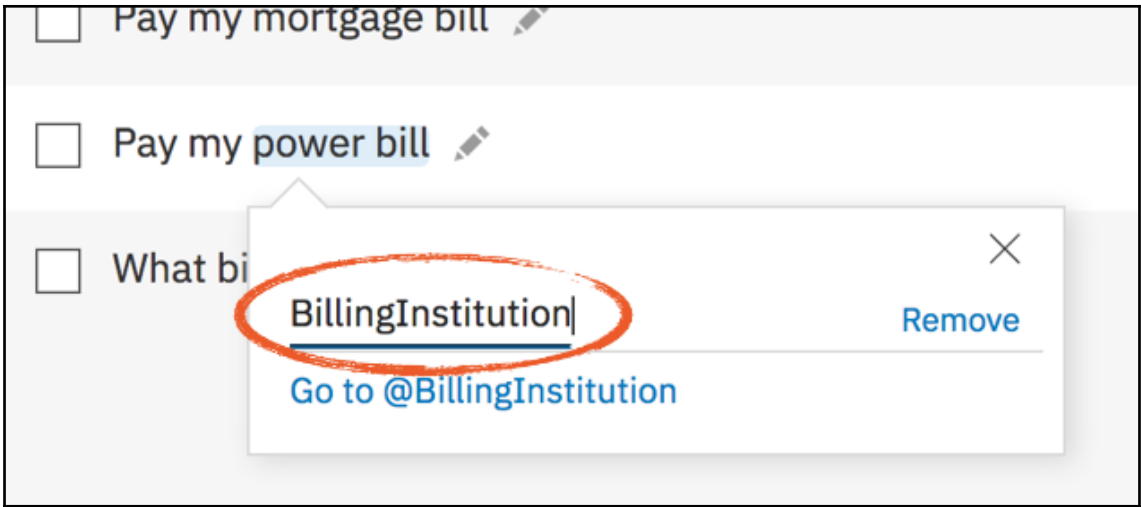 Pay my mortgage bill
Pay my power bill
What bi
BillingInstitution
Remove
Go to @BillingInstitution